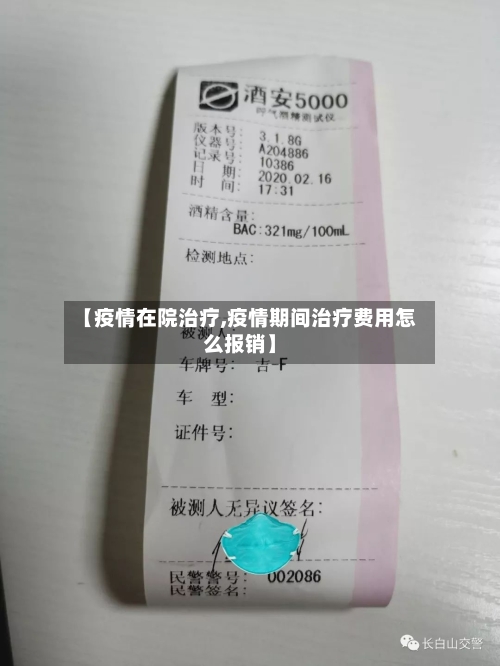 酒安5000
呼气酒精测试仪
版本号: 3.1.8G
仪器号: A204886
记录号: 10386
日 期: 2020.02.16
时 间: 17:31
酒精含量:
BAC:321mg/100mL
检测地点:
【疫情在院治疗,疫情期间治疗费用怎
么报销】
被测人
车牌号: 吉-F
车 型:
证件号:
被测人无异议签名:
民警警号: 002086
民警签名:
长白山交警